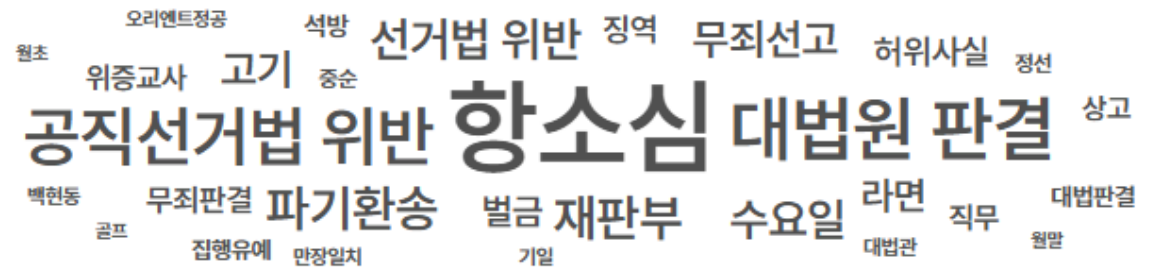 오리엔트정공 석방 선거법 위반 징역 무죄선고 허위사실
월초 위증교사 고기 중순 정선
공직선거법 위반 항소심 대법원 판결 상고
백현동 무죄판결 파기환송 벌금 재판부 수요일 라면 직무 대법판결
골프 집행유예 만장일치 기일 대법관 월말